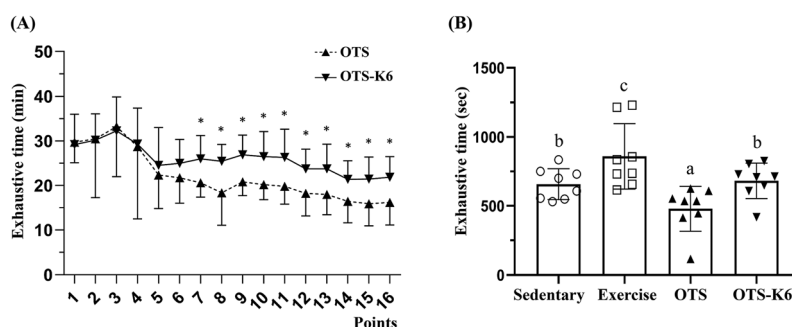 (A)
OTS
OTS-K6
Exhaustive time (min)
50
40
30
20
10
0
* * * * * * * * * *
1 2 3 4 5 6 7 8 9 10 11 12 13 14 15 16
Points
(B)
Exhaustive time (sec)
1500
1000
500
0
b c a b
Sedentary Exercise OTS OTS-K6